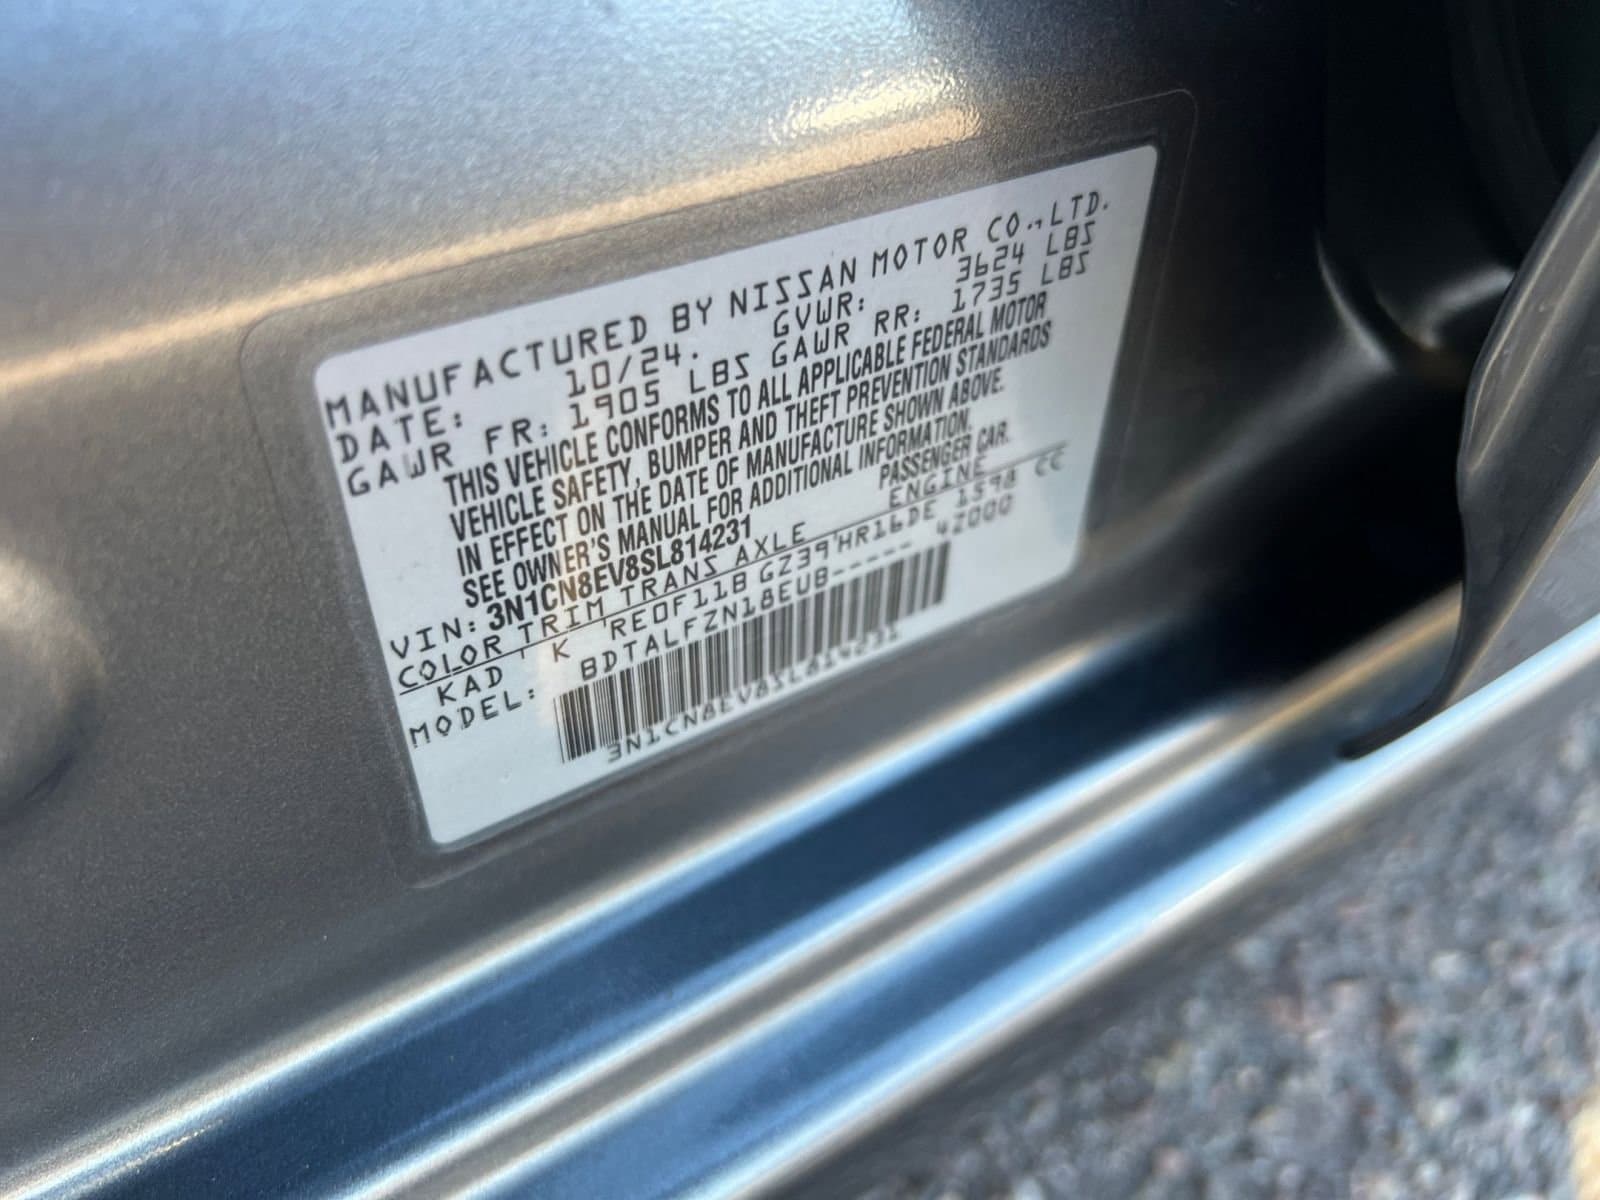 MANUFACTURED BY NISSAN MOTOR CO.,LTD.
DATE: 10/24. GVWR: 3624 LBS
GAWR FR: 1905 LBS GAWR RR: 1735 LBS
THIS VEHICLE CONFORMS TO ALL APPLICABLE FEDERAL MOTOR
VEHICLE SAFETY, BUMPER AND THEFT PREVENTION STANDARDS
IN EFFECT ON THE DATE OF MANUFACTURE SHOWN ABOVE.
SEE OWNER'S MANUAL FOR ADDITIONAL INFORMATION.
VIN: 3N1CN8EV8SL814231 PASSENGER CAR.
COLOR TRIM TRANS AXLE ENGINE
KAD K RE0F11B GZ39 HR16DE 1598 CC
MODEL: BDTALFZN18EUB----- 4Z000
3N1CN8EV8SL814231